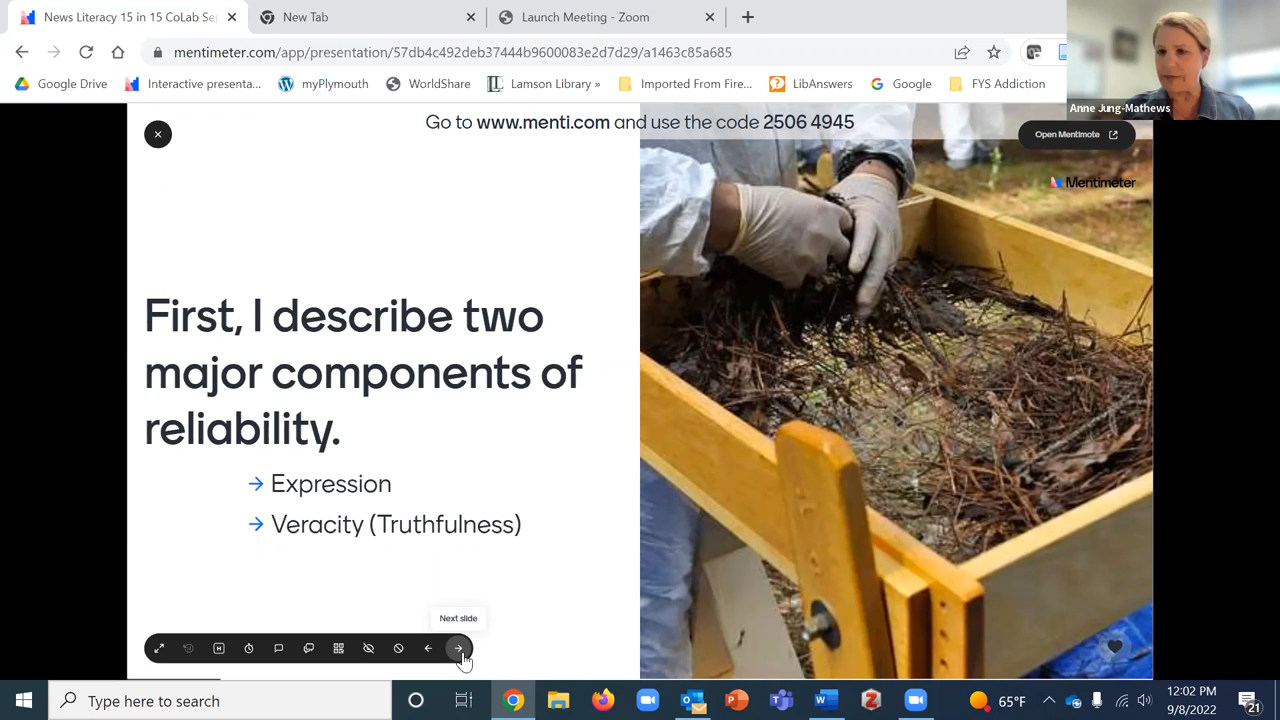 News Literacy 15 in 15 CoLab Se
New Tab
Launch Meeting - Zoom
mentimeter.com/app/presentation/57db4c492deb37444b9600083e2d7d29/a1463c85a685
Google Drive
Interactive presenta...
myPlymouth
WorldShare
Lamson Library »
Imported From Fire...
LibAnswers
Google
FYS Addiction
Anne Jung-Mathews
Go to www.menti.com and use the code 2506 4945
Open Mentimote
Mentimeter
First, I describe two
major components of
reliability.
→ Expression
→ Veracity (Truthfulness)
Next slide
H
Type here to search
65°F
12:02 PM
9/8/2022
21